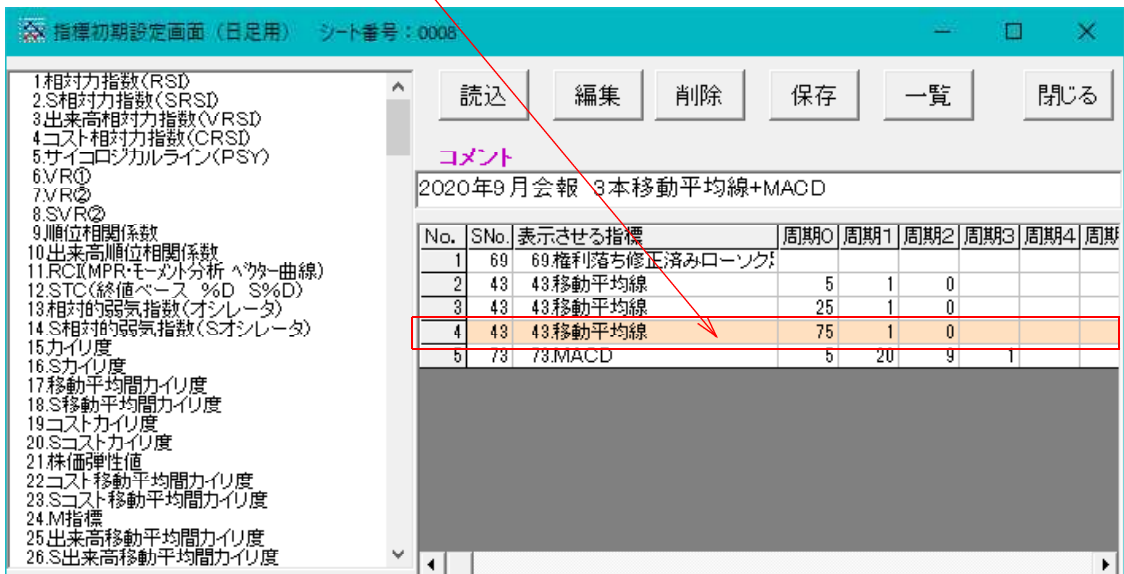 指標初期設定画面（日足用） シート番号：0008
1.相対力指数(RSI)
2.S相対力指数(SRSI)
3.出来高相対力指数(VRSI)
4.コスト相対力指数(CRSI)
5.サイコロジカルライン(PSY)
6.VR①
7.VR②
8.SVR②
9.順位相関係数
10.出来高順位相関係数
11.RCI(MPR・モーメント分析 ベクター曲線)
12.STC(終値ベース %D S%D)
13.相対的弱気指数(オシレータ)
14.S相対的弱気指数(Sオシレータ)
15.カイリ度
16.Sカイリ度
17.移動平均間カイリ度
18.S移動平均間カイリ度
19.コストカイリ度
20.Sコストカイリ度
21.株価弾性値
22.コスト移動平均間カイリ度
23.Sコスト移動平均間カイリ度
24.M指標
25.出来高移動平均間カイリ度
26.S出来高移動平均間カイリ度
読込 編集 削除 保存 一覧 閉じる
コメント
2020年9月会報 3本移動平均線+MACD
No. SNo. 表示させる指標 周期0 周期1 周期2 周期3 周期4 周期
1 69 69.権利落ち修正済みローソク
2 43 43.移動平均線 5 1 0
3 43 43.移動平均線 25 1 0
4 43 43.移動平均線 75 1 0
5 73 73.MACD 5 20 9 1